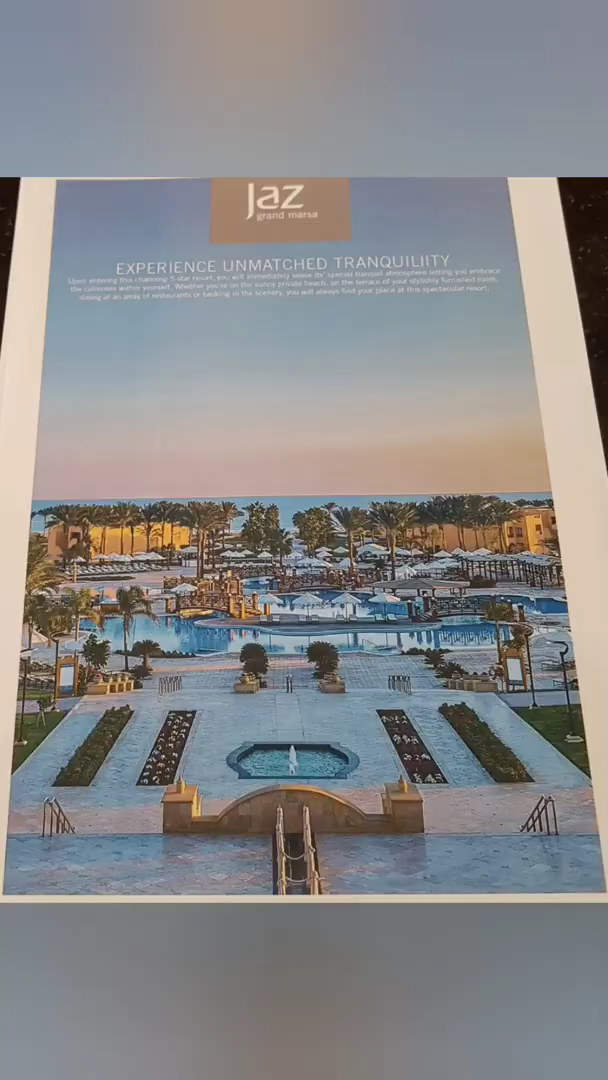 Jaz
grand marsa
EXPERIENCE UNMATCHED TRANQUILIITY
Upon entering this charming 5-star resort, you will immediately sense its' special tranquil atmosphere letting you embrace
the calmness within yourself. Whether you're on the sunny private beach, on the terrace of your stylishly furnished room,
dining at an array of restaurants or basking in the scenery, you will always find your place at this spectacular resort.